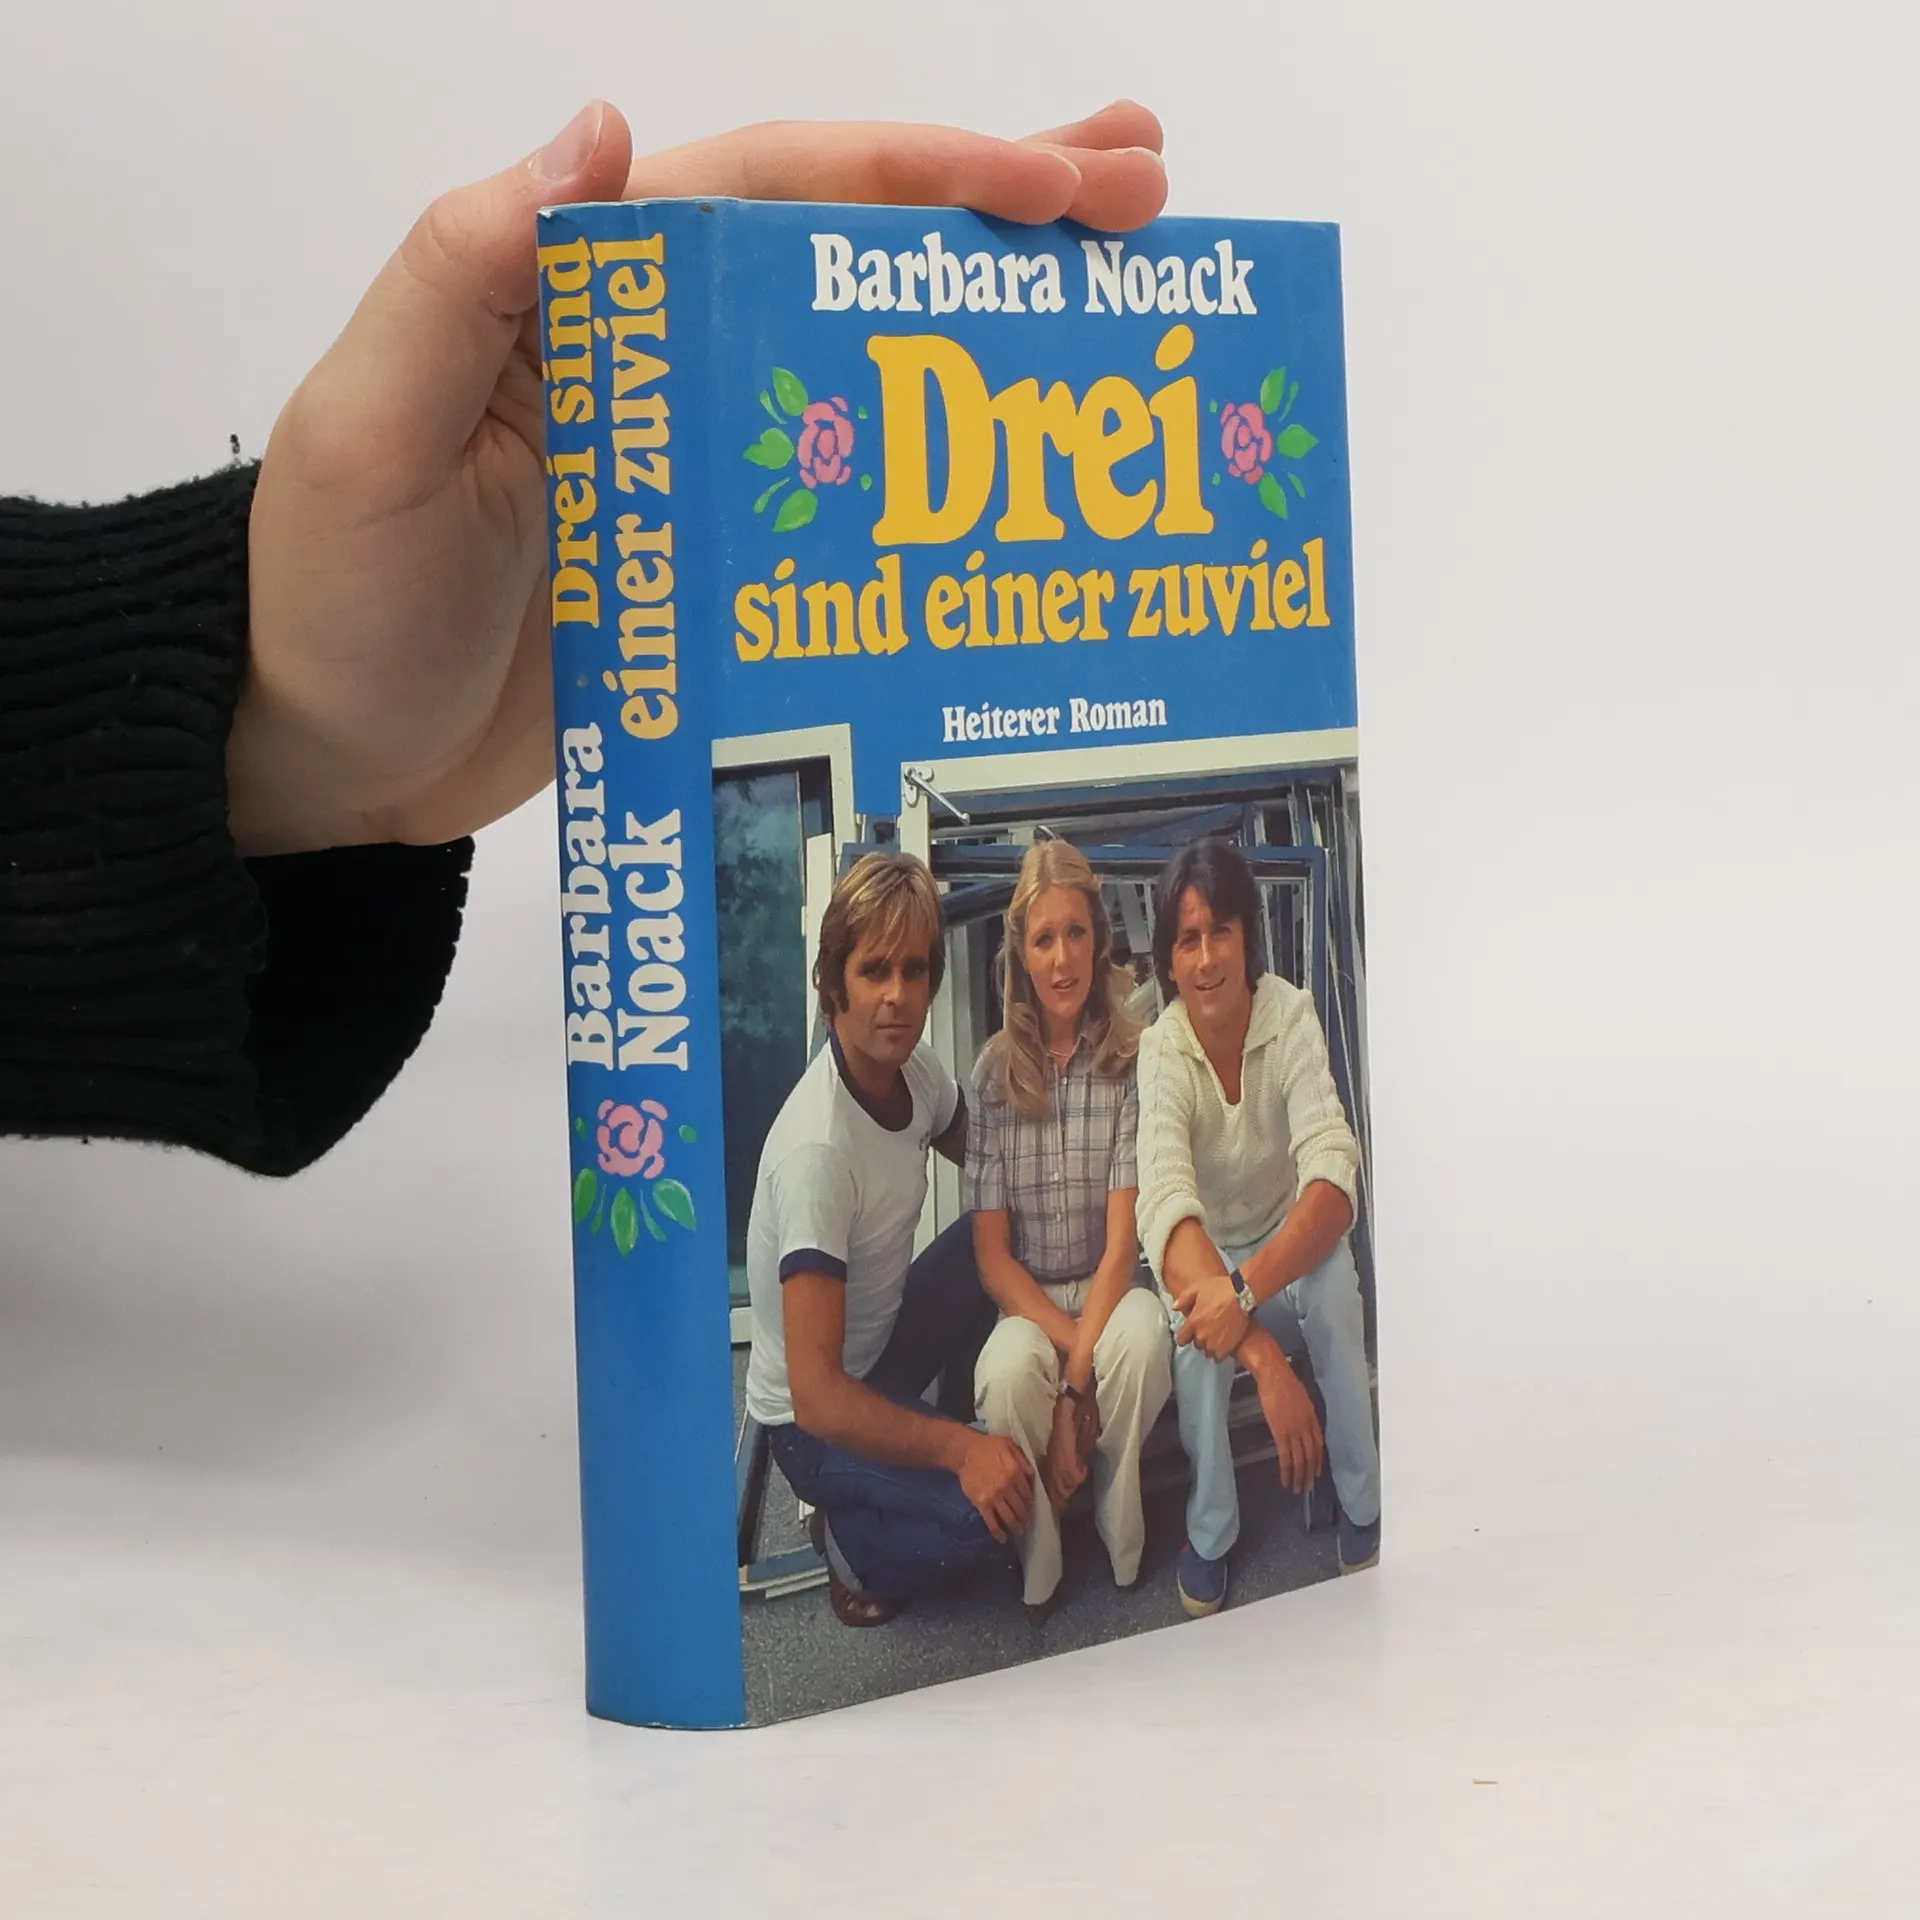 Barbara Noack
Drei
sind einer zuviel
Heiterer Roman
Barbara
Noack
Drei sind
einer zuviel